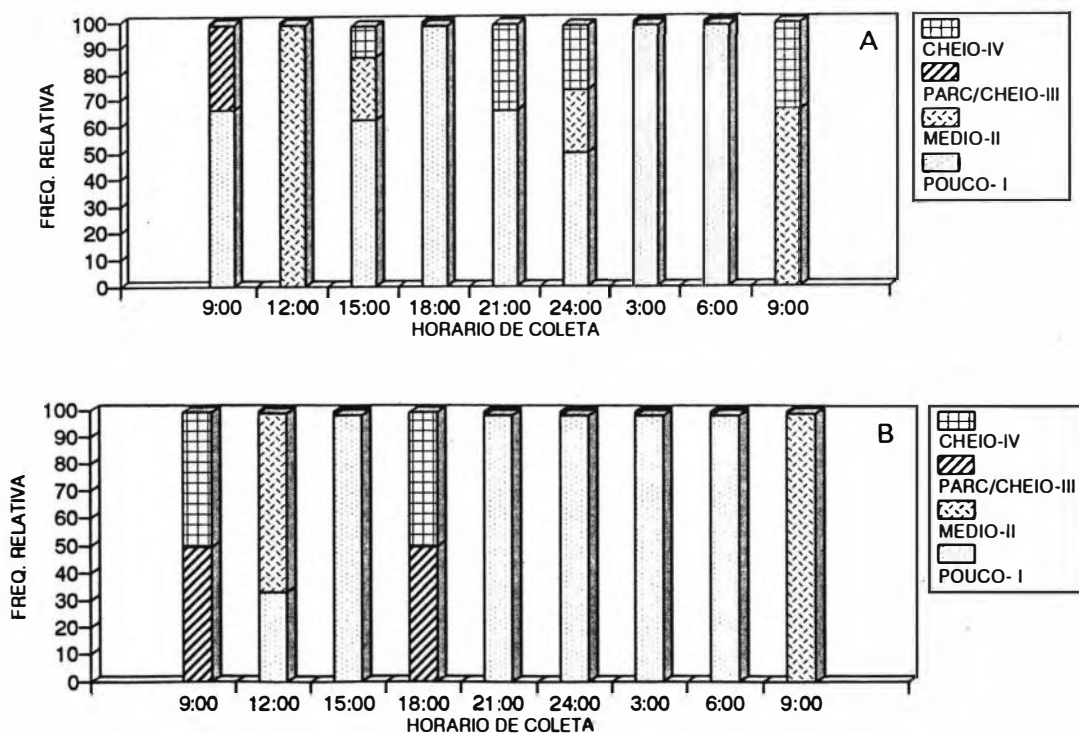 A
FREQ. RELATIVA
100
90
80
70
60
50
40
30
20
10
0
9:00 12:00 15:00 18:00 21:00 24:00 3:00 6:00 9:00
HORARIO DE COLETA
CHEIO-IV
PARC/CHEIO-III
MEDIO-II
POUCO- I
B
FREQ. RELATIVA
100
90
80
70
60
50
40
30
20
10
0
9:00 12:00 15:00 18:00 21:00 24:00 3:00 6:00 9:00
HORARIO DE COLETA
CHEIO-IV
PARC/CHEIO-III
MEDIO-II
POUCO- I